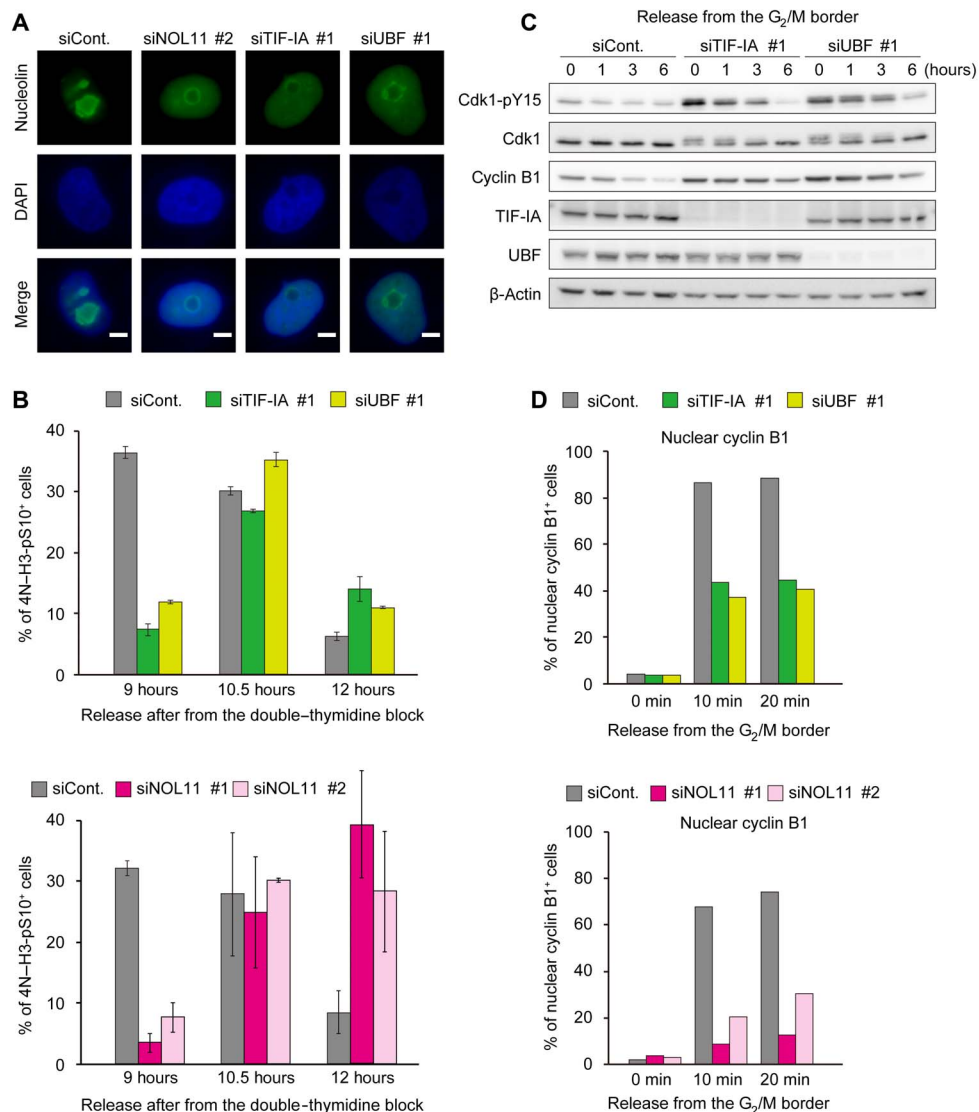 A
siCont. siNOL11 #2 siTIF-IA #1 siUBF #1
Nucleolin
DAPI
Merge
B
siCont. siTIF-IA #1 siUBF #1
% of 4N–H3-pS10+ cells
40
30
20
10
0
9 hours 10.5 hours 12 hours
Release after from the double–thymidine block
siCont. siNOL11 #1 siNOL11 #2
% of 4N–H3-pS10+ cells
40
30
20
10
0
9 hours 10.5 hours 12 hours
Release after from the double–thymidine block
C
Release from the G2/M border
siCont. siTIF-IA #1 siUBF #1
0 1 3 6 0 1 3 6 0 1 3 6 (hours)
Cdk1-pY15
Cdk1
Cyclin B1
TIF-IA
UBF
β-Actin
D
siCont. siTIF-IA #1 siUBF #1
Nuclear cyclin B1
% of nuclear cyclin B1+ cells
100
80
60
40
20
0
0 min 10 min 20 min
Release from the G2/M border
siCont. siNOL11 #1 siNOL11 #2
Nuclear cyclin B1
% of nuclear cyclin B1+ cells
100
80
60
40
20
0
0 min 10 min 20 min
Release from the G2/M border